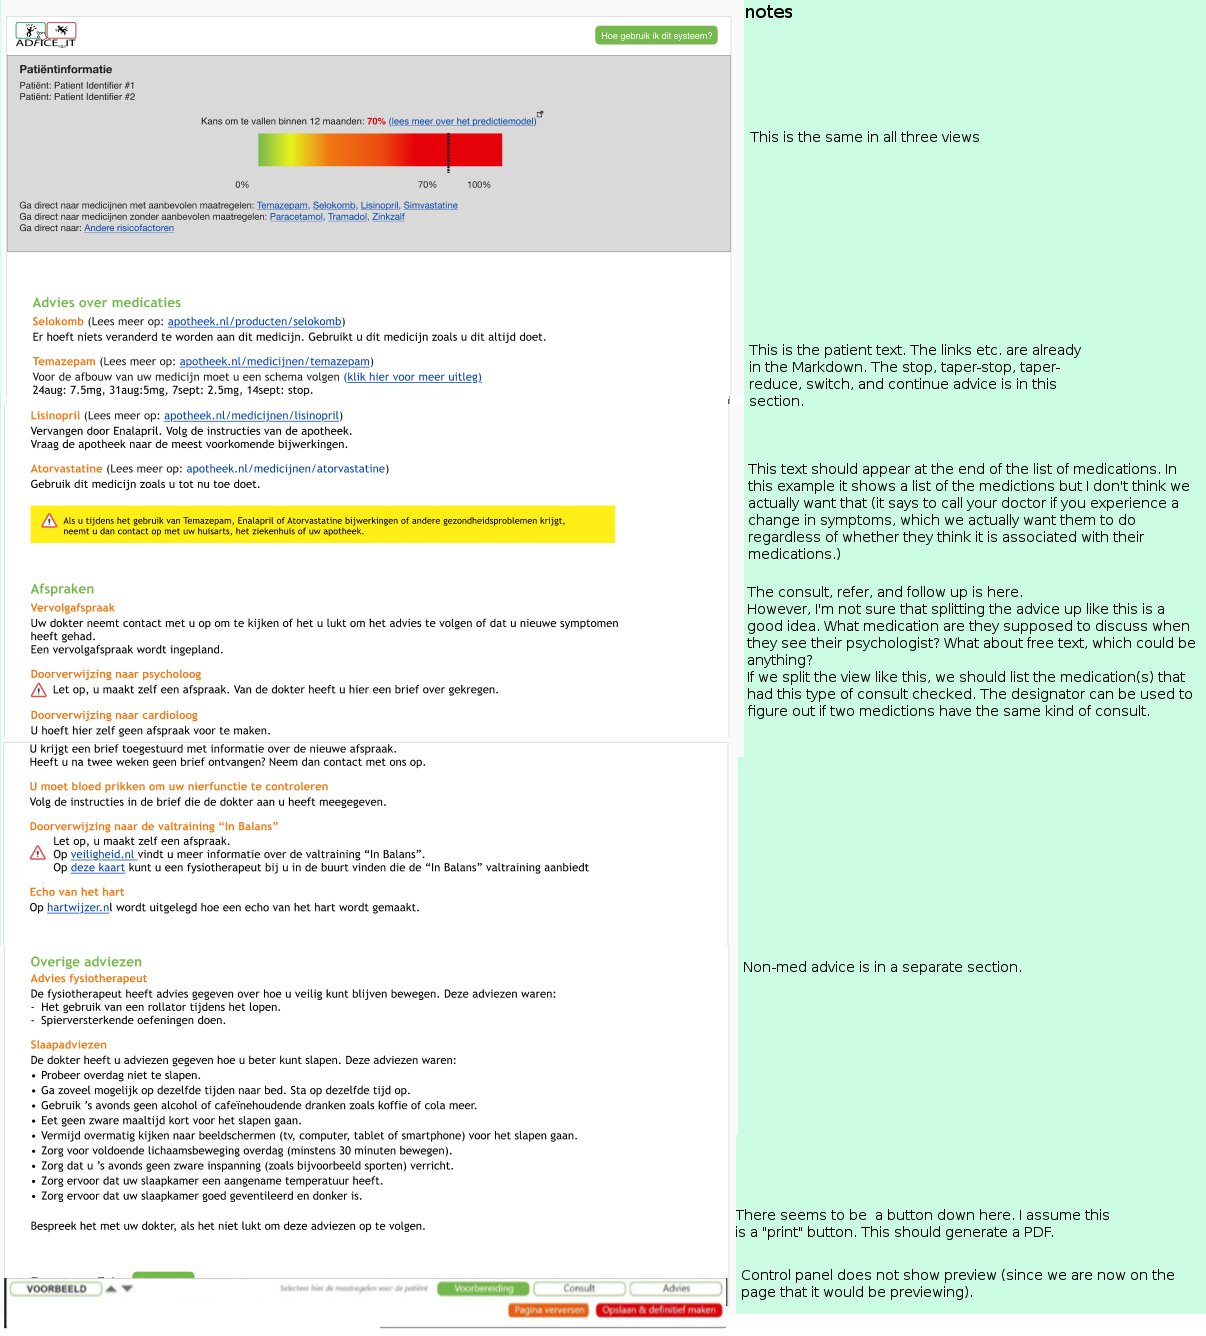 notes
ADFICE_IT
Hoe gebruik ik dit systeem?
Patiëntinformatie
Patiënt: Patient Identifier #1
Patiënt: Patient Identifier #2
Kans om te vallen binnen 12 maanden: 70% (lees meer over het predictiemodel)
0% 70% 100%
Ga direct naar medicijnen met aanbevolen maatregelen: Temazepam, Selokomb, Lisinopril, Simvastatine
Ga direct naar medicijnen zonder aanbevolen maatregelen: Paracetamol, Tramadol, Zinkzalf
Ga direct naar: Andere risicofactoren
This is the same in all three views
Advies over medicaties
Selokomb (Lees meer op: apotheek.nl/producten/selokomb)
Er hoeft niets veranderd te worden aan dit medicijn. Gebruikt u dit medicijn zoals u dit altijd doet.
Temazepam (Lees meer op: apotheek.nl/medicijnen/temazepam)
Voor de afbouw van uw medicijn moet u een schema volgen (klik hier voor meer uitleg)
24aug: 7.5mg, 31aug:5mg, 7sept: 2.5mg, 14sept: stop.
Lisinopril (Lees meer op: apotheek.nl/medicijnen/lisinopril)
Vervangen door Enalapril. Volg de instructies van de apotheek.
Vraag de apotheek naar de meest voorkomende bijwerkingen.
Atorvastatine (Lees meer op: apotheek.nl/medicijnen/atorvastatine)
Gebruik dit medicijn zoals u tot nu toe doet.
Als u tijdens het gebruik van Temazepam, Enalapril of Atorvastatine bijwerkingen of andere gezondheidsproblemen krijgt,
neemt u dan contact op met uw huisarts, het ziekenhuis of uw apotheek.
This is the patient text. The links etc. are already
in the Markdown. The stop, taper-stop, taper-
reduce, switch, and continue advice is in this
section.
This text should appear at the end of the list of medications. In
this example it shows a list of the medictions but I don't think we
actually want that (it says to call your doctor if you experience a
change in symptoms, which we actually want them to do
regardless of whether they think it is associated with their
medications.)
Afspraken
Vervolgafspraak
Uw dokter neemt contact met u op om te kijken of het u lukt om het advies te volgen of dat u nieuwe symptomen
heeft gehad.
Een vervolgafspraak wordt ingepland.
Doorverwijzing naar psycholoog
Let op, u maakt zelf een afspraak. Van de dokter heeft u hier een brief over gekregen.
Doorverwijzing naar cardioloog
U hoeft hier zelf geen afspraak voor te maken.
U krijgt een brief toegestuurd met informatie over de nieuwe afspraak.
Heeft u na twee weken geen brief ontvangen? Neem dan contact met ons op.
U moet bloed prikken om uw nierfunctie te controleren
Volg de instructies in de brief die de dokter aan u heeft meegegeven.
Doorverwijzing naar de valtraining “In Balans”
Let op, u maakt zelf een afspraak.
Op veiligheid.nl vindt u meer informatie over de valtraining “In Balans”.
Op deze kaart kunt u een fysiotherapeut bij u in de buurt vinden die de “In Balans” valtraining aanbiedt
Echo van het hart
Op hartwijzer.nl wordt uitgelegd hoe een echo van het hart wordt gemaakt.
The consult, refer, and follow up is here.
However, I'm not sure that splitting the advice up like this is a
good idea. What medication are they supposed to discuss when
they see their psychologist? What about free text, which could be
anything?
If we split the view like this, we should list the medication(s) that
had this type of consult checked. The designator can be used to
figure out if two medictions have the same kind of consult.
Overige adviezen
Advies fysiotherapeut
De fysiotherapeut heeft advies gegeven over hoe u veilig kunt blijven bewegen. Deze adviezen waren:
- Het gebruik van een rollator tijdens het lopen.
- Spierversterkende oefeningen doen.
Slaapadviezen
De dokter heeft u adviezen gegeven hoe u beter kunt slapen. Deze adviezen waren:
• Probeer overdag niet te slapen.
• Ga zoveel mogelijk op dezelfde tijden naar bed. Sta op dezelfde tijd op.
• Gebruik ’s avonds geen alcohol of cafeïnehoudende dranken zoals koffie of cola meer.
• Eet geen zware maaltijd kort voor het slapen gaan.
• Vermijd overmatig kijken naar beeldschermen (tv, computer, tablet of smartphone) voor het slapen gaan.
• Zorg voor voldoende lichaamsbeweging overdag (minstens 30 minuten bewegen).
• Zorg dat u ’s avonds geen zware inspanning (zoals bijvoorbeeld sporten) verricht.
• Zorg ervoor dat uw slaapkamer een aangename temperatuur heeft.
• Zorg ervoor dat uw slaapkamer goed geventileerd en donker is.
Bespreek het met uw dokter, als het niet lukt om deze adviezen op te volgen.
Non-med advice is in a separate section.
There seems to be a button down here. I assume this
is a "print" button. This should generate a PDF.
Control panel does not show preview (since we are now on the
page that it would be previewing).
VOORBEELD
Selecteer hier de maatregelen voor de patiënt
Voorbereiding Consult Advies
Pagina verversen Opslaan & definitief maken